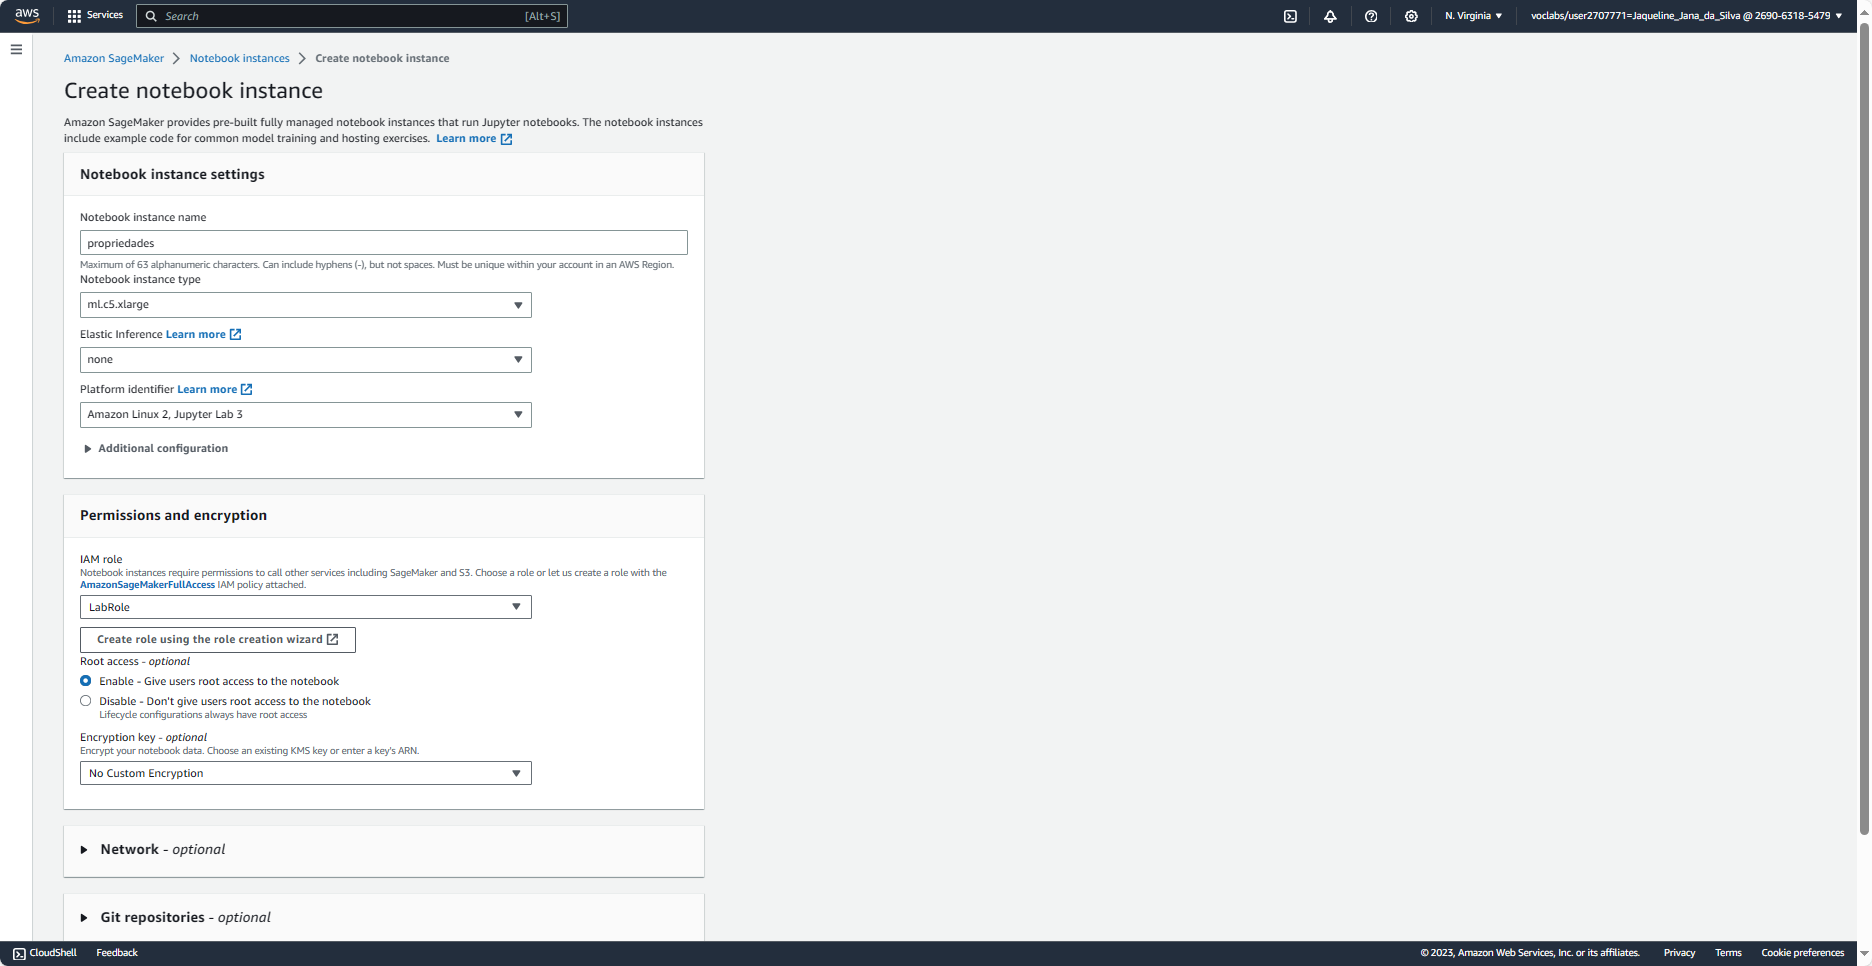 aws
Services
Search
[Alt+S]
N. Virginia
voclabs/user2707771=Jaqueline_Jana_da_Silva @ 2690-6318-5479
Amazon SageMaker
Notebook instances
Create notebook instance
Create notebook instance
Amazon SageMaker provides pre-built fully managed notebook instances that run Jupyter notebooks. The notebook instances
include example code for common model training and hosting exercises. Learn more
Notebook instance settings
Notebook instance name
propriedades
Maximum of 63 alphanumeric characters. Can include hyphens (-), but not spaces. Must be unique within your account in an AWS Region.
Notebook instance type
ml.c5.xlarge
Elastic Inference Learn more
none
Platform identifier Learn more
Amazon Linux 2, Jupyter Lab 3
Additional configuration
Permissions and encryption
IAM role
Notebook instances require permissions to call other services including SageMaker and S3. Choose a role or let us create a role with the
AmazonSageMakerFullAccess IAM policy attached.
LabRole
Create role using the role creation wizard
Root access - optional
Enable - Give users root access to the notebook
Disable - Don't give users root access to the notebook
Lifecycle configurations always have root access
Encryption key - optional
Encrypt your notebook data. Choose an existing KMS key or enter a key's ARN.
No Custom Encryption
Network - optional
Git repositories - optional
CloudShell
Feedback
© 2023, Amazon Web Services, Inc. or its affiliates.
Privacy
Terms
Cookie preferences